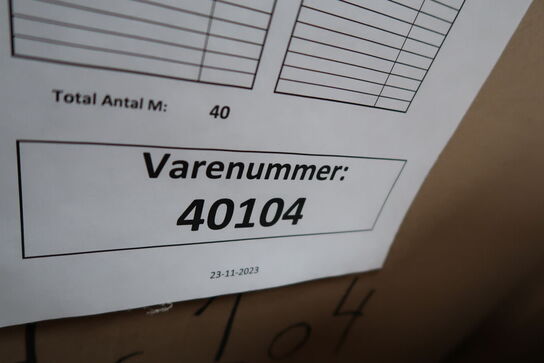 Total Antal M: 40
Varenummer:
40104
23-11-2023